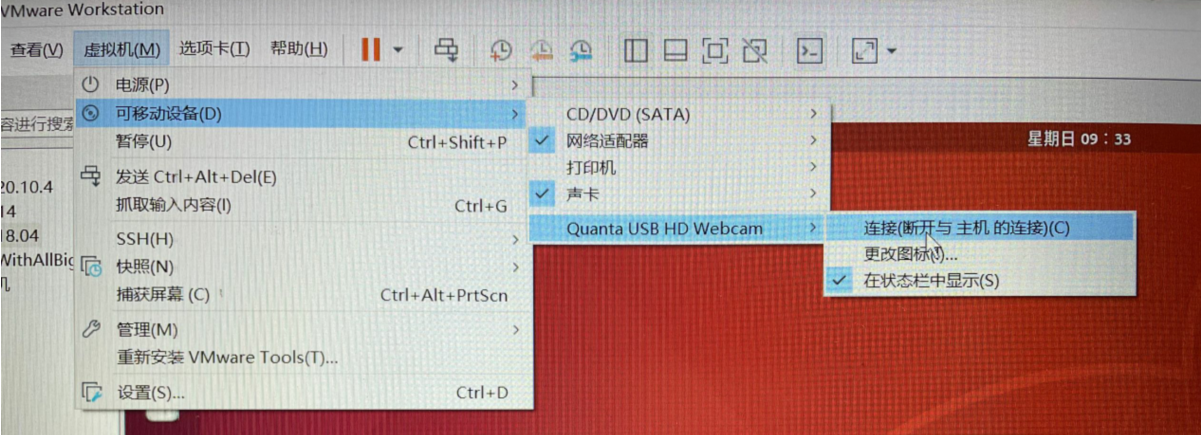 VMware Workstation
查看(V) 虚拟机(M) 选项卡(T) 帮助(H)
电源(P)
可移动设备(D)
容进行搜索
暂停(U) Ctrl+Shift+P
发送 Ctrl+Alt+Del(E)
抓取输入内容(I) Ctrl+G
SSH(H)
快照(N)
捕获屏幕 (C) Ctrl+Alt+PrtScn
管理(M)
重新安装 VMware Tools(T)...
设置(S)... Ctrl+D
CD/DVD (SATA)
网络适配器
打印机
声卡
Quanta USB HD Webcam
连接(断开与 主机 的连接)(C)
更改图标(I)...
在状态栏中显示(S)
星期日 09：33
20.10.4
14
18.04
WithAllBig
机